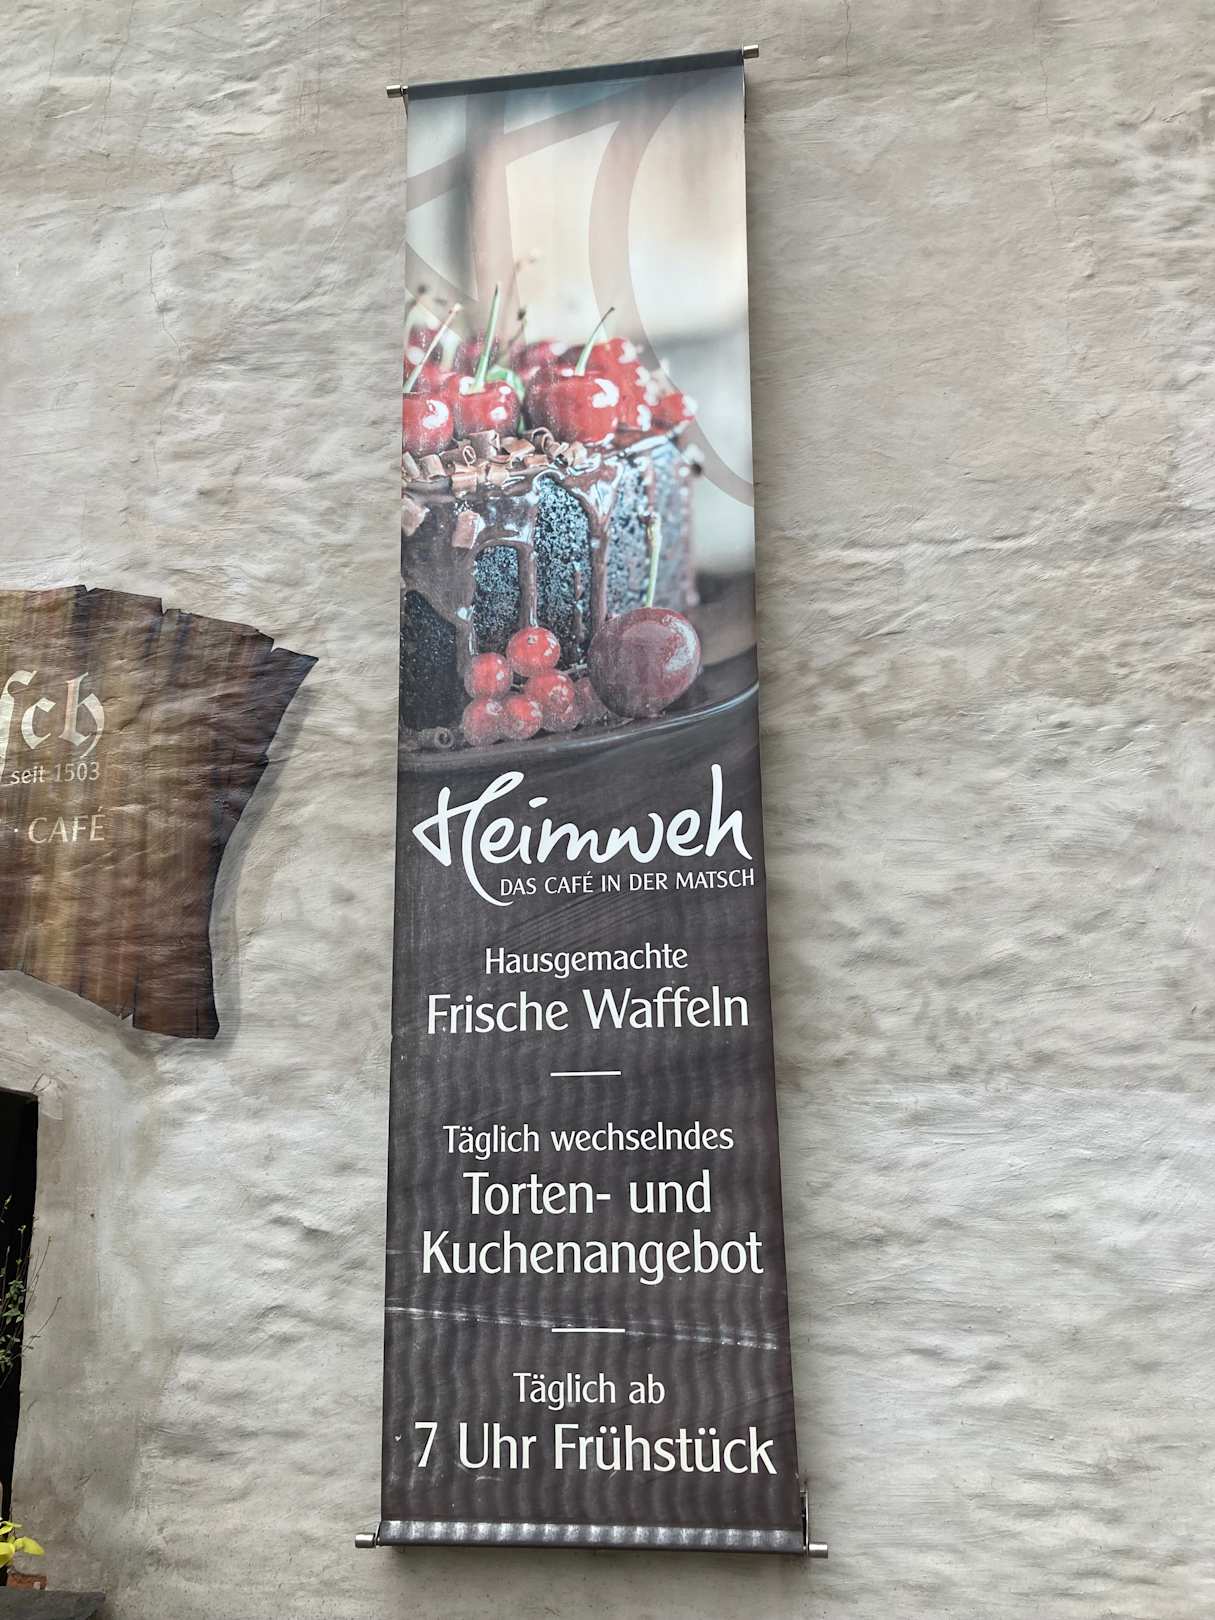 sch
seit 1503
· CAFÉ
Heimweh
DAS CAFÉ IN DER MATSCH
Hausgemachte
Frische Waffeln
Täglich wechselndes
Torten- und
Kuchenangebot
Täglich ab
7 Uhr Frühstück